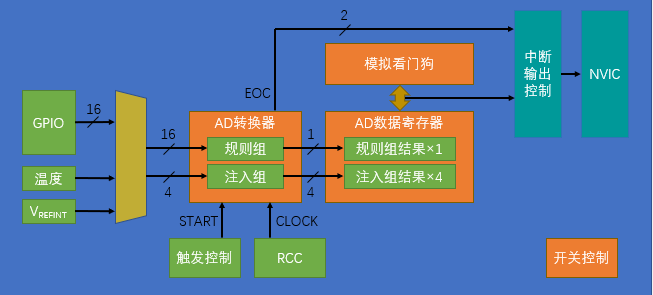 2
模拟看门狗
中断
输出
控制
NVIC
EOC
GPIO
16
AD转换器
AD数据寄存器
16
规则组
1
规则组结果×1
温度
4
注入组
4
注入组结果×4
VREFINT
START
CLOCK
触发控制
RCC
开关控制